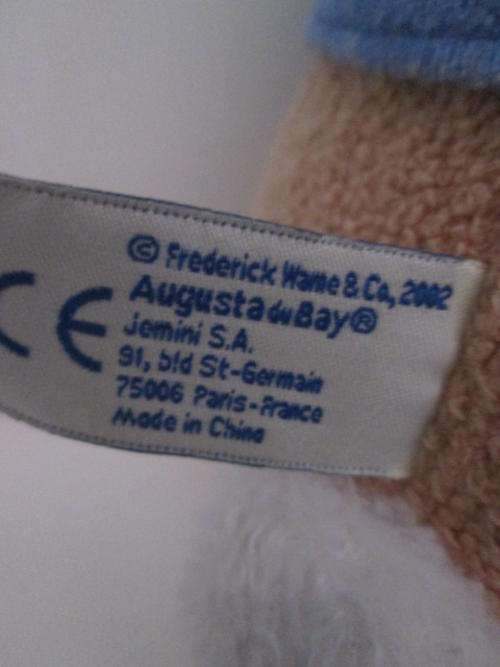 © Frederick Warne & Co, 2002
Augusta du Bay®
CE
Jemini S.A.
91, bld St-Germain
75006 Paris-France
Made in China